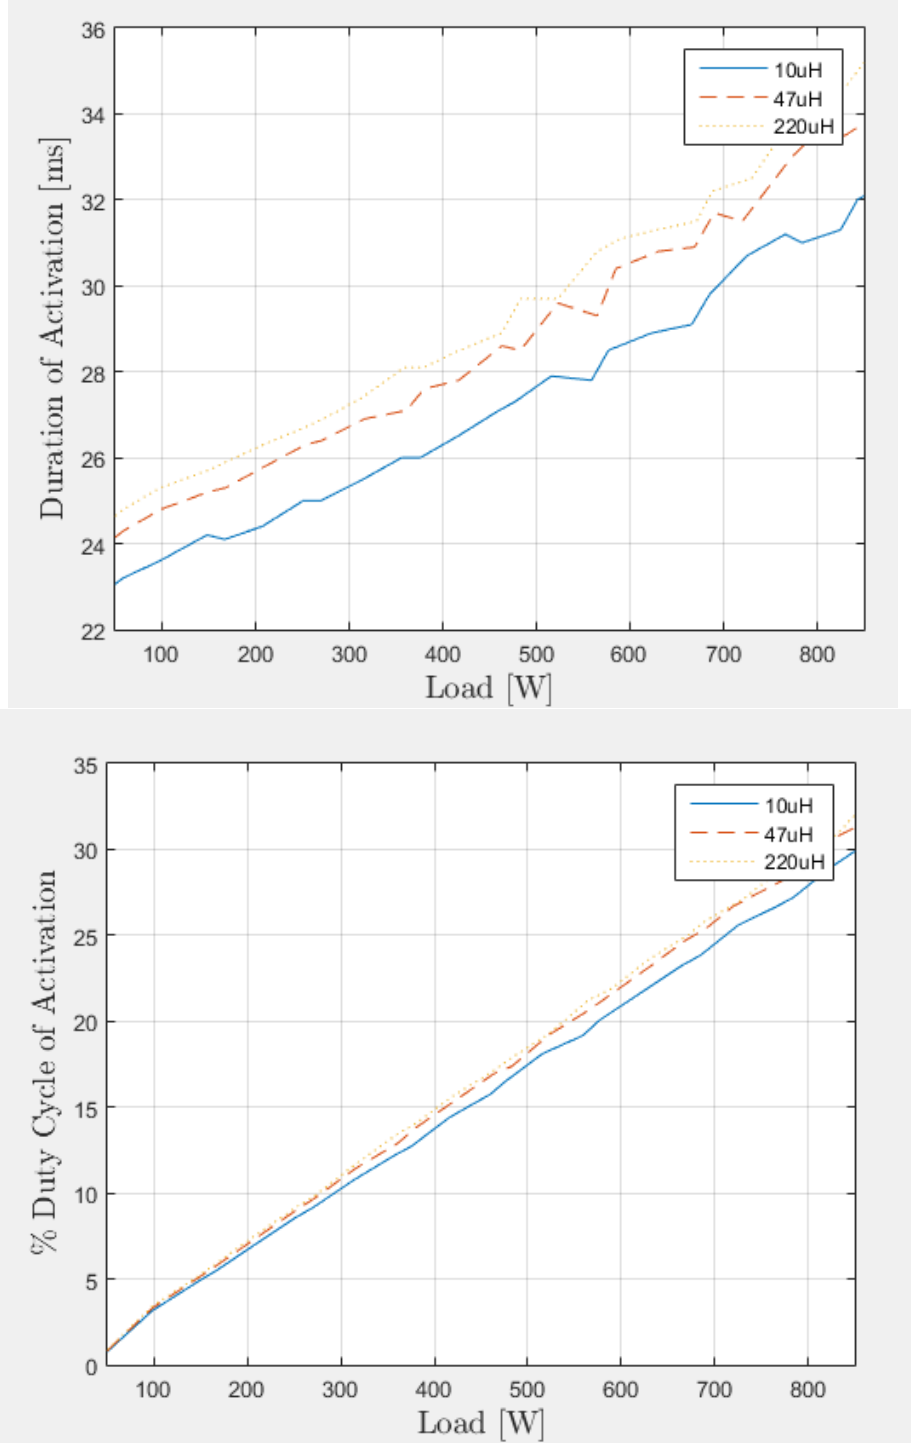 36
34
32
30
28
26
24
22
Duration of Activation [ms]
10uH
47uH
220uH
100 200 300 400 500 600 700 800
Load [W]
35
30
25
20
15
10
5
0
% Duty Cycle of Activation
10uH
47uH
220uH
100 200 300 400 500 600 700 800
Load [W]